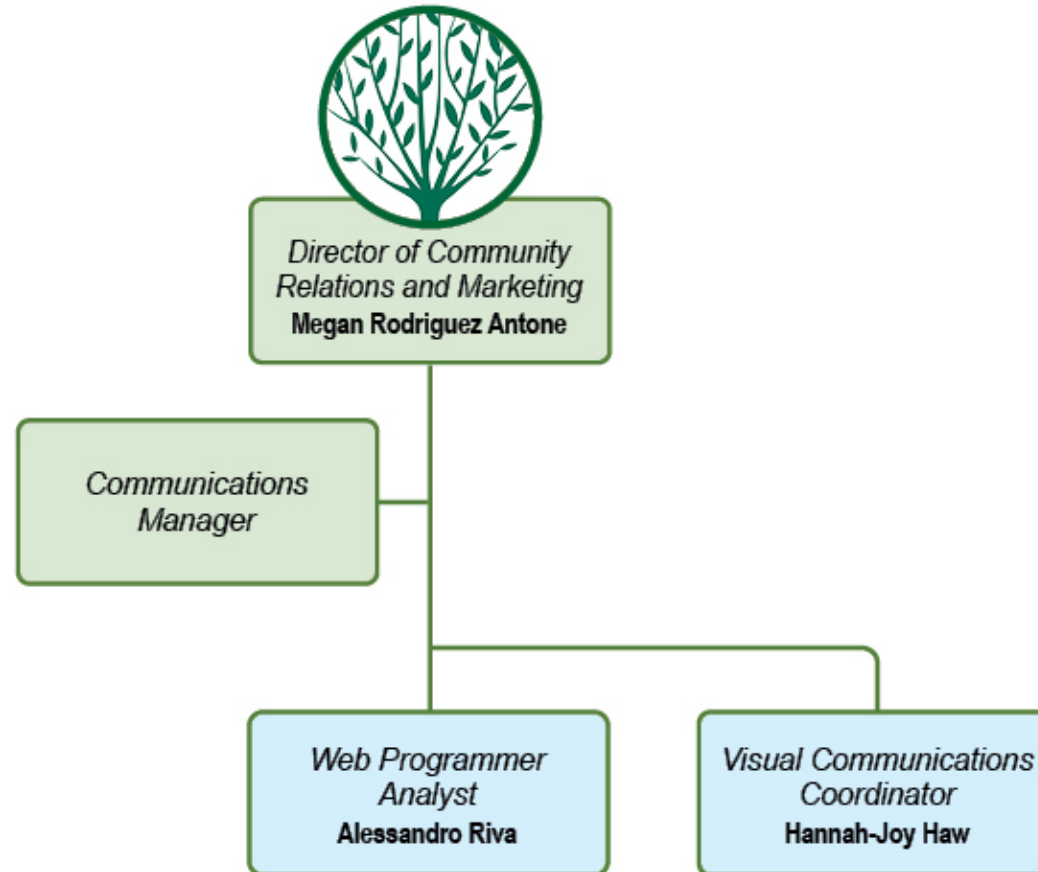 Director of Community
Relations and Marketing
Megan Rodriguez Antone
Communications
Manager
Web Programmer
Analyst
Alessandro Riva
Visual Communications
Coordinator
Hannah-Joy Haw